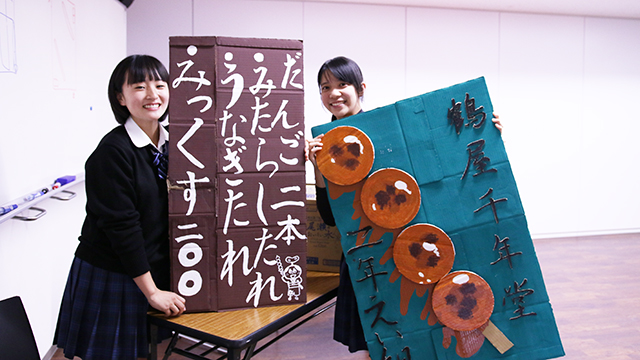 だんご二本
みたらしたれ
うなぎたれ
・みっくす二〇〇
鶴屋千年堂